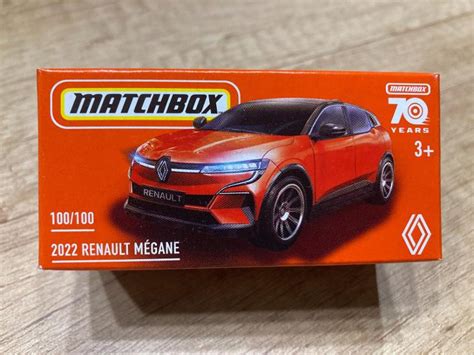 MATCHBOX
MATCHBOX
70
YEARS
3+
RENAULT
100/100
2022 RENAULT MÉGANE